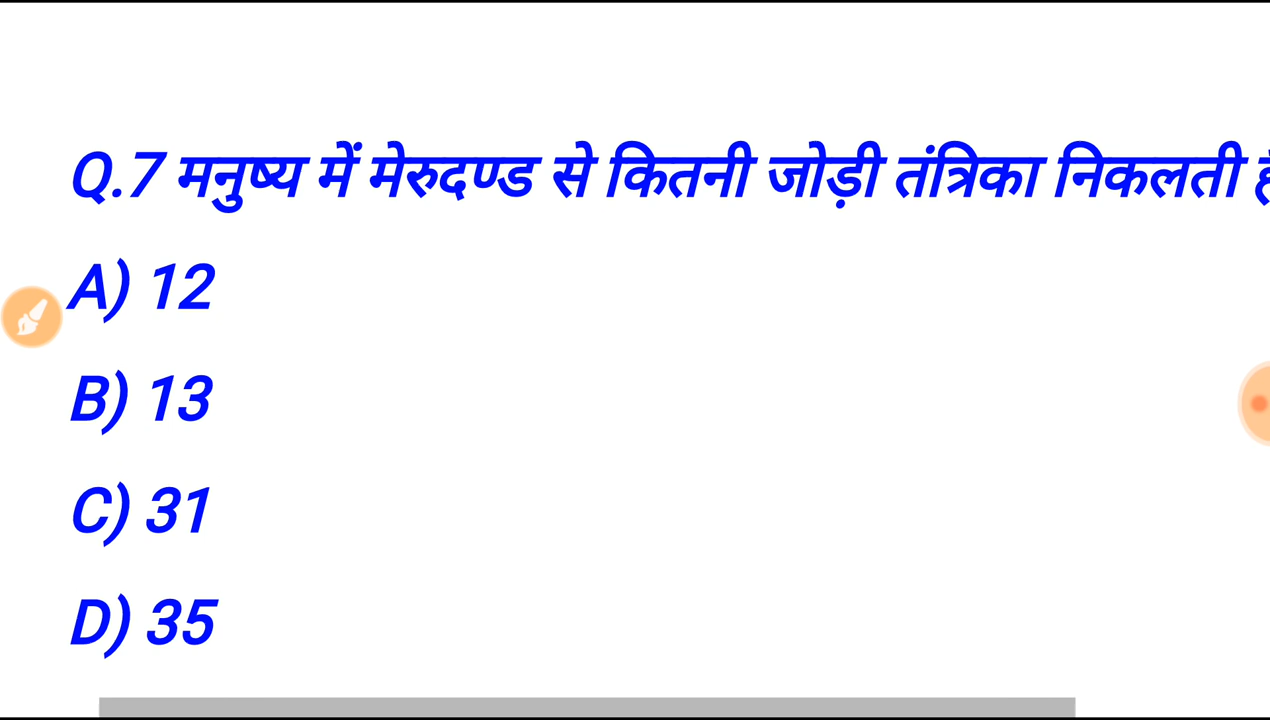 Q.7 मनुष्य में मेरुदण्ड से कितनी जोड़ी तंत्रिका निकलती
A) 12
B) 13
C) 31
D) 35